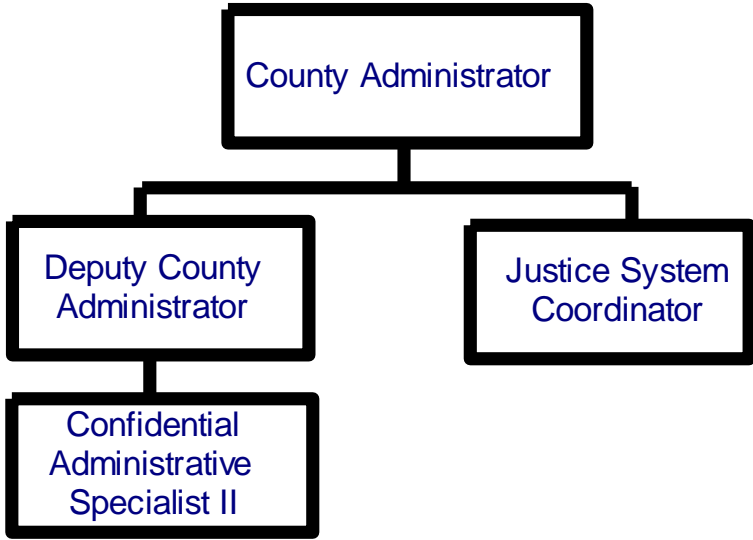 County Administrator
Deputy County
Administrator
Justice System
Coordinator
Confidential
Administrative
Specialist II